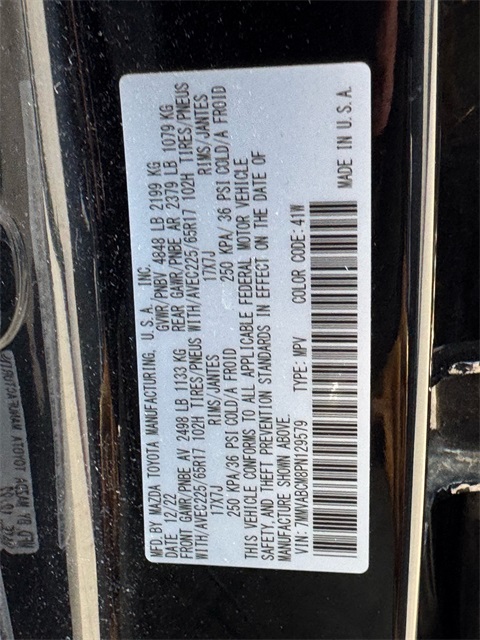 MFD.BY MAZDA TOYOTA MANUFACTURING, U.S.A., INC.
DATE 12/22 GVWR/PNBV 4848 LB 2199 KG
FRONT GAWR/PNBE AV 2498 LB 1133 KG REAR GAWR/PNBE AR 2379 LB 1079 KG
WITH/AVEC225/65R17 102H TIRES/PNEUS WITH/AVEC225/65R17 102H TIRES/PNEUS
17X7J RIMS/JANTES 17X7J RIMS/JANTES
250 KPA/36 PSI COLD/A FROID 250 KPA/ 36 PSI COLD/A FROID
THIS VEHICLE CONFORMS TO ALL APPLICABLE FEDERAL MOTOR VEHICLE
SAFETY, AND THEFT PREVENTION STANDARDS IN EFFECT ON THE DATE OF
MANUFACTURE SHOWN ABOVE.
VIN: 7MMVABCM8PN129579 TYPE: MPV COLOR CODE: 41W
MADE IN U.S.A.